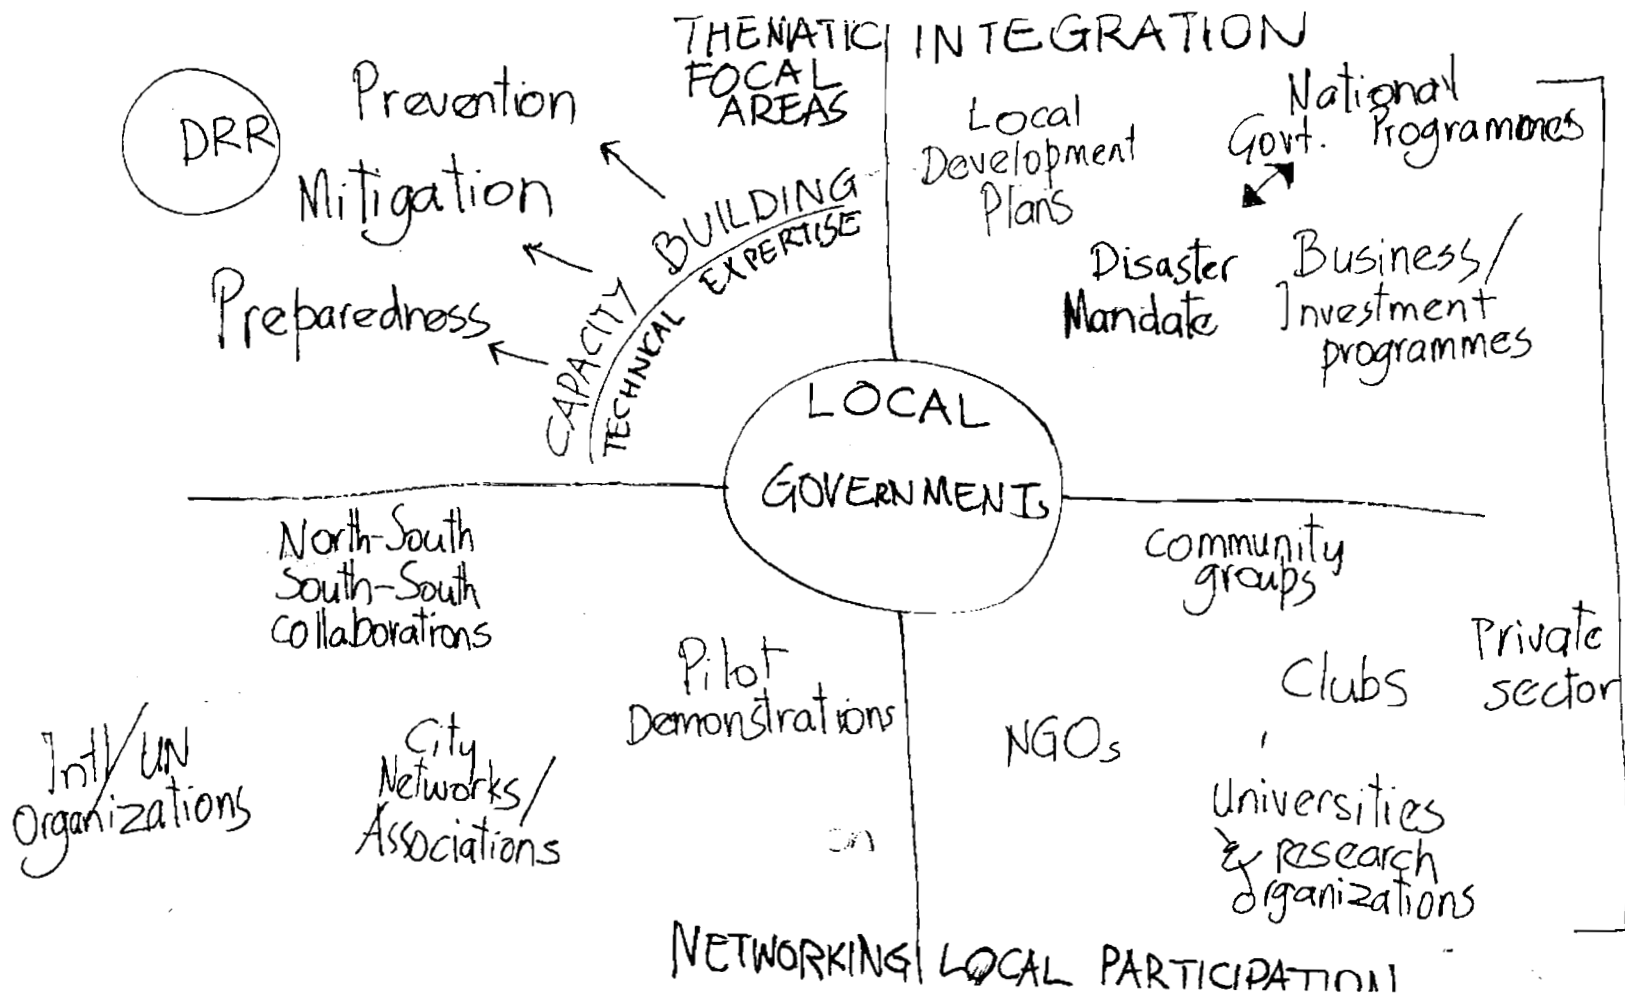 THEMATIC
FOCAL
AREAS
DRR
Prevention
Mitigation
Preparedness
CAPACITY BUILDING
TECHNICAL EXPERTISE
INTEGRATION
Local
Development
Plans
National
Govt. Programmes
Disaster
Mandate
Business/
Investment
programmes
LOCAL
GOVERNMENTs
North-South
South-South
collaborations
Pilot
Demonstrations
Intl/UN
Organizations
City
Networks/
Associations
NETWORKING
community
groups
Private
sector
Clubs
NGOs
Universities
& research
organizations
LOCAL PARTICIPATION